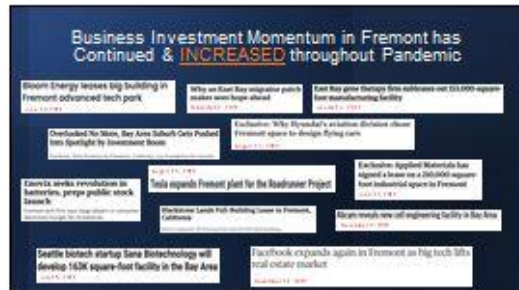 Business Investment Momentum in Fremont has
Continued & INCREASED throughout Pandemic
Bloom Energy leases big building in
Fremont advanced tech park
Why an East Bay migraine patch
maker sees hope ahead
East Bay gene therapy firm subleases out 153,000-square-
foot manufacturing facility
Overlooked No More, Bay Area Suburb Gets Pushed
Into Spotlight by Investment Boom
Exclusive: Why Hyundai's aviation division chose
Fremont space to design flying cars
Enovix seeks revolution in
batteries, preps public stock
launch
Tesla expands Fremont plant for the Roadrunner Project
Exclusive: Applied Materials has
signed a lease on a
square-
foot industrial space in Fremont
Blackstone Lands Full-Building Lease in Fremont,
California
reveals new cell engineering facility in Bay Area
Seattle biotech startup Sana Biotechnology will
develop 163K square-foot facility in the Bay Area
Facebook expands again in Fremont as big tech lifts
real estate market